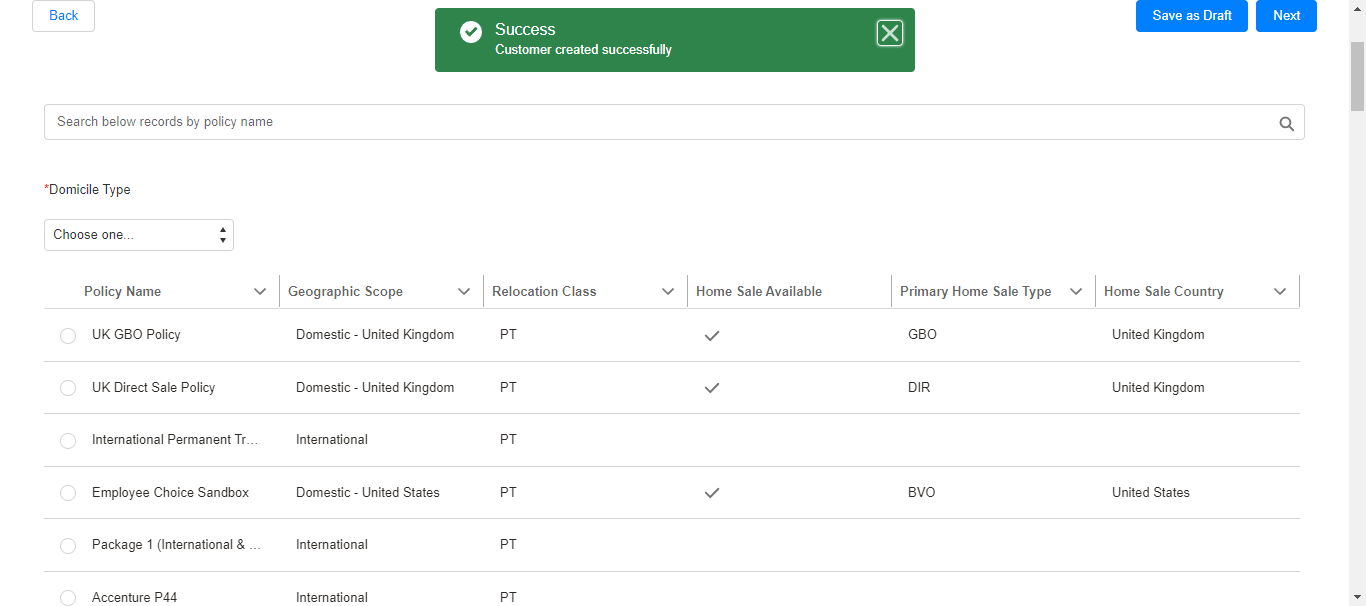 Back
Success
Customer created successfully
Save as Draft
Next
Search below records by policy name
*Domicile Type
Choose one...
Policy Name Geographic Scope Relocation Class Home Sale Available Primary Home Sale Type Home Sale Country
UK GBO Policy Domestic - United Kingdom PT GBO United Kingdom
UK Direct Sale Policy Domestic - United Kingdom PT DIR United Kingdom
International Permanent Tr... International PT
Employee Choice Sandbox Domestic - United States PT BVO United States
Package 1 (International & ... International PT
Accenture P44 International PT